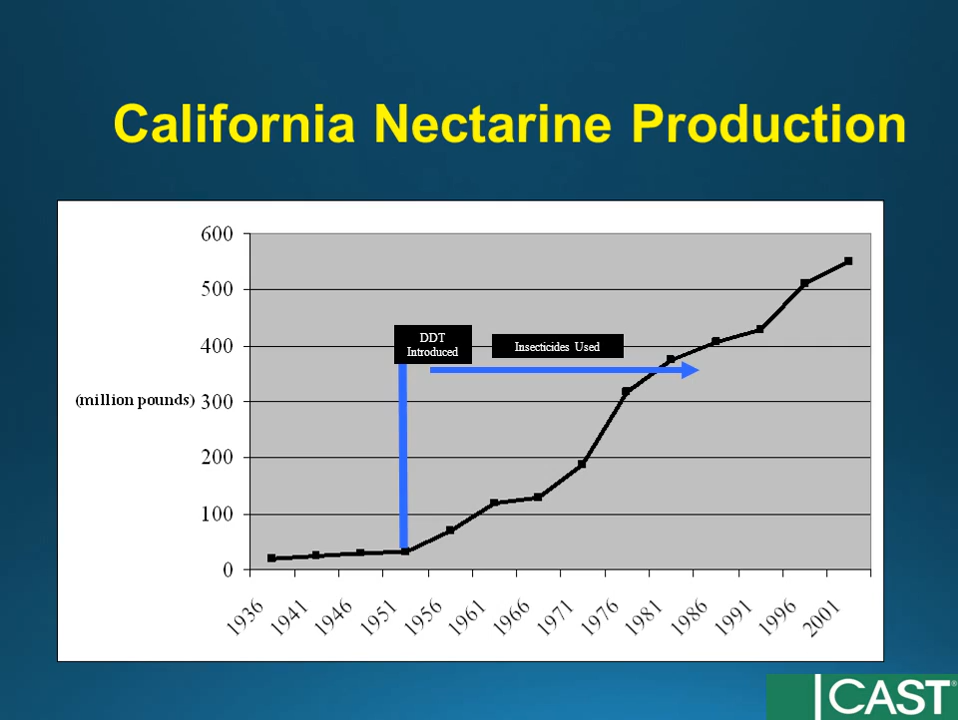 California Nectarine Production
600
500
400
(million pounds) 300
200
100
0
DDT
Introduced
Insecticides Used
1936 1941 1946 1951 1956 1961 1966 1971 1976 1981 1986 1991 1996 2001
CAST®